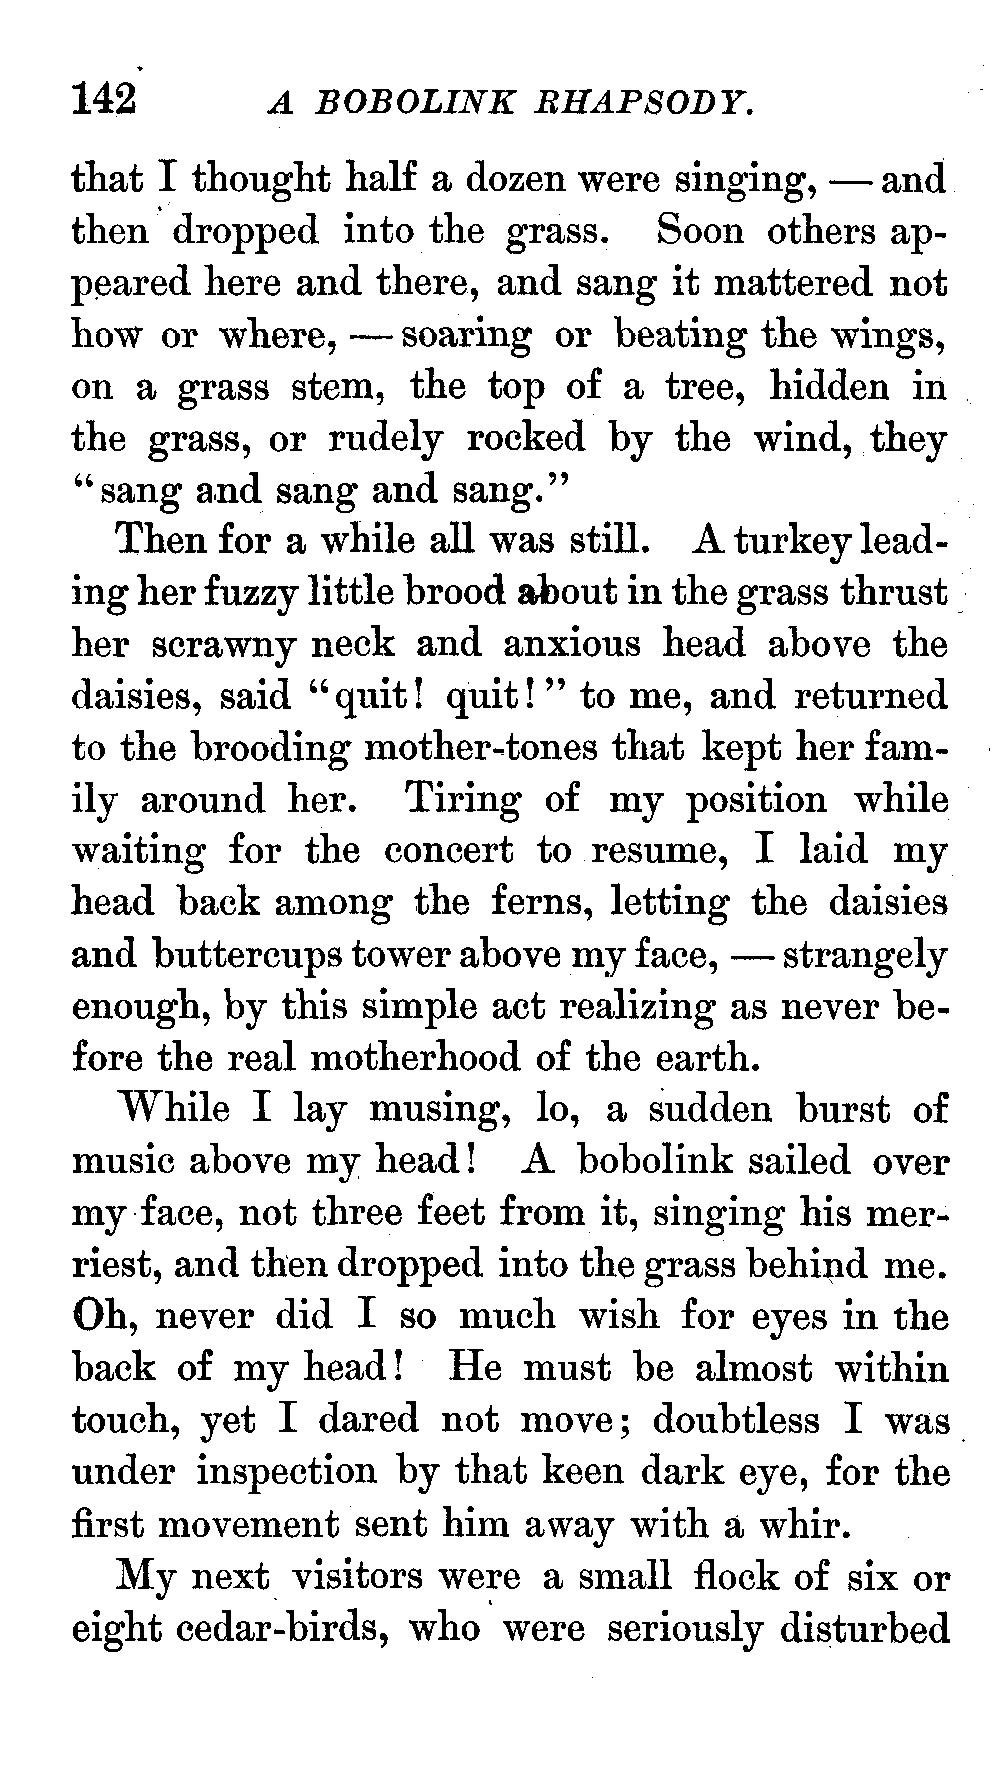 142 A BOBOLINK RHAPSODY.
that I thought half a dozen were singing, — and
then dropped into the grass. Soon others ap-
peared here and there, and sang it mattered not
how or where, — soaring or beating the wings,
on a grass stem, the top of a tree, hidden in
the grass, or rudely rocked by the wind, they
"sang and sang and sang."
Then for a while all was still. A turkey lead-
ing her fuzzy little brood about in the grass thrust
her scrawny neck and anxious head above the
daisies, said "quit! quit!" to me, and returned
to the brooding mother-tones that kept her fam-
ily around her. Tiring of my position while
waiting for the concert to resume, I laid my
head back among the ferns, letting the daisies
and buttercups tower above my face, — strangely
enough, by this simple act realizing as never be-
fore the real motherhood of the earth.
While I lay musing, lo, a sudden burst of
music above my head! A bobolink sailed over
my face, not three feet from it, singing his mer-
riest, and then dropped into the grass behind me.
Oh, never did I so much wish for eyes in the
back of my head! He must be almost within
touch, yet I dared not move; doubtless I was
under inspection by that keen dark eye, for the
first movement sent him away with a whir.
My next visitors were a small flock of six or
eight cedar-birds, who were seriously disturbed